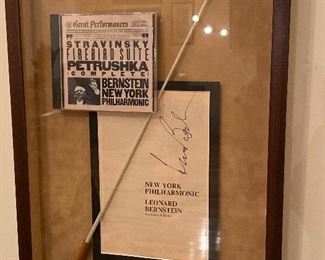 Great Performances
STRAVINSKY
FIREBIRD SUITE
PETRUSHKA
(COMPLETE)
BERNSTEIN
NEW YORK
PHILHARMONIC
NEW YORK
PHILHARMONIC
LEONARD
BERNSTEIN